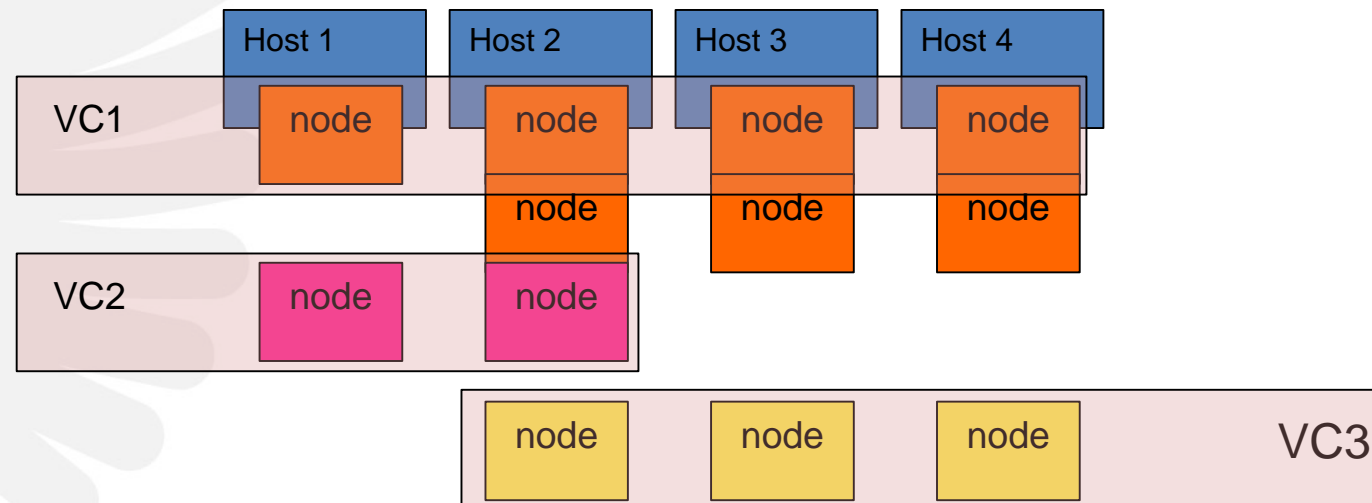 Host 1 Host 2 Host 3 Host 4
VC1 node node node node
node node node
VC2 node node
node node node VC3